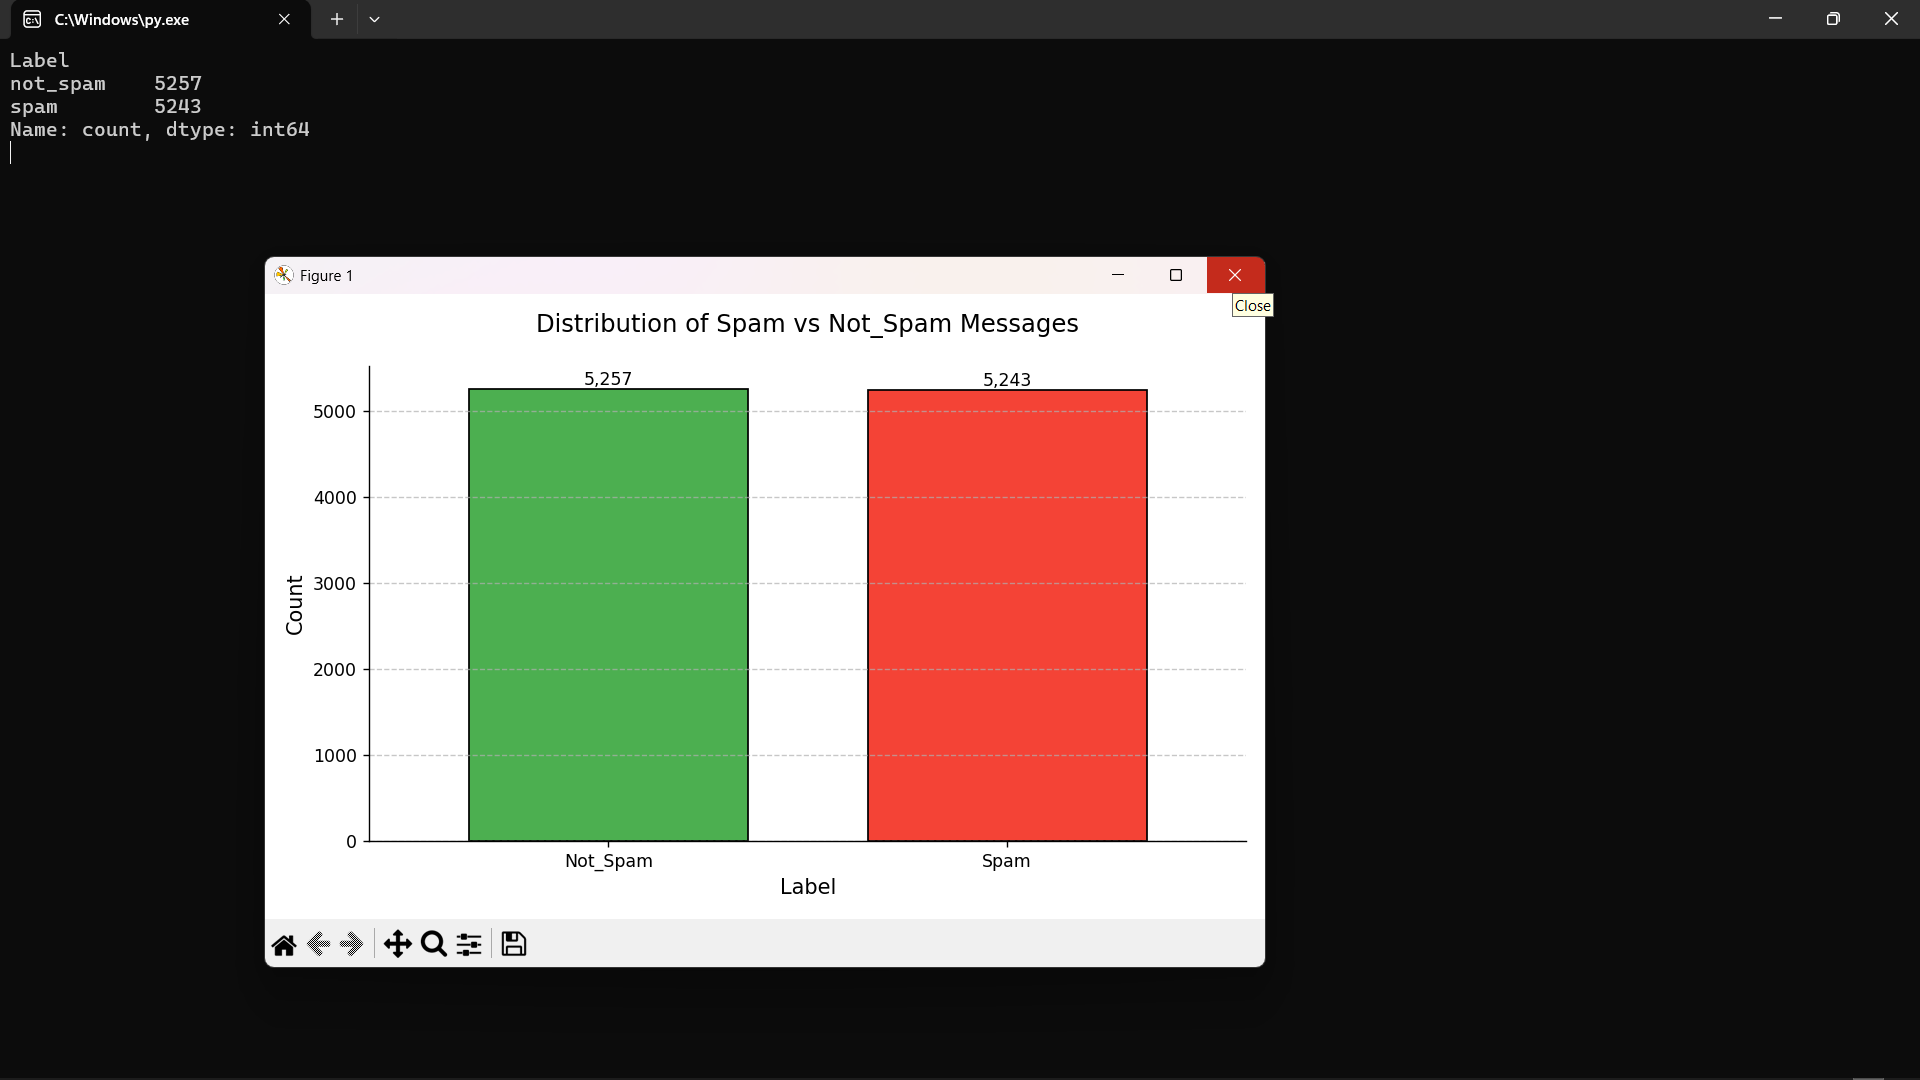 C:\Windows\py.exe
Label
not_spam    5257
spam        5243
Name: count, dtype: int64
Figure 1
Close
Distribution of Spam vs Not_Spam Messages
5,257
5,243
5000
4000
3000
2000
1000
0
Count
Not_Spam
Spam
Label